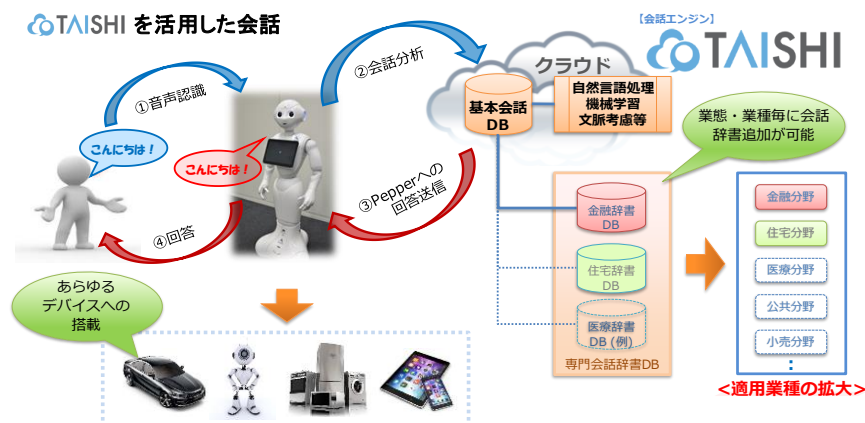 TAISHI を活用した会話
【会話エンジン】
TAISHI
①音声認識
②会話分析
クラウド
基本会話
DB
自然言語処理
機械学習
文脈考慮等
業態・業種毎に会話
辞書追加が可能
こんにちは！
こんにちは！
③Pepperへの
回答送信
④回答
金融辞書
DB
住宅辞書
DB
医療辞書
DB (例)
専門会話辞書DB
金融分野
住宅分野
医療分野
公共分野
小売分野
：
<適用業種の拡大>
あらゆる
デバイスへの
搭載